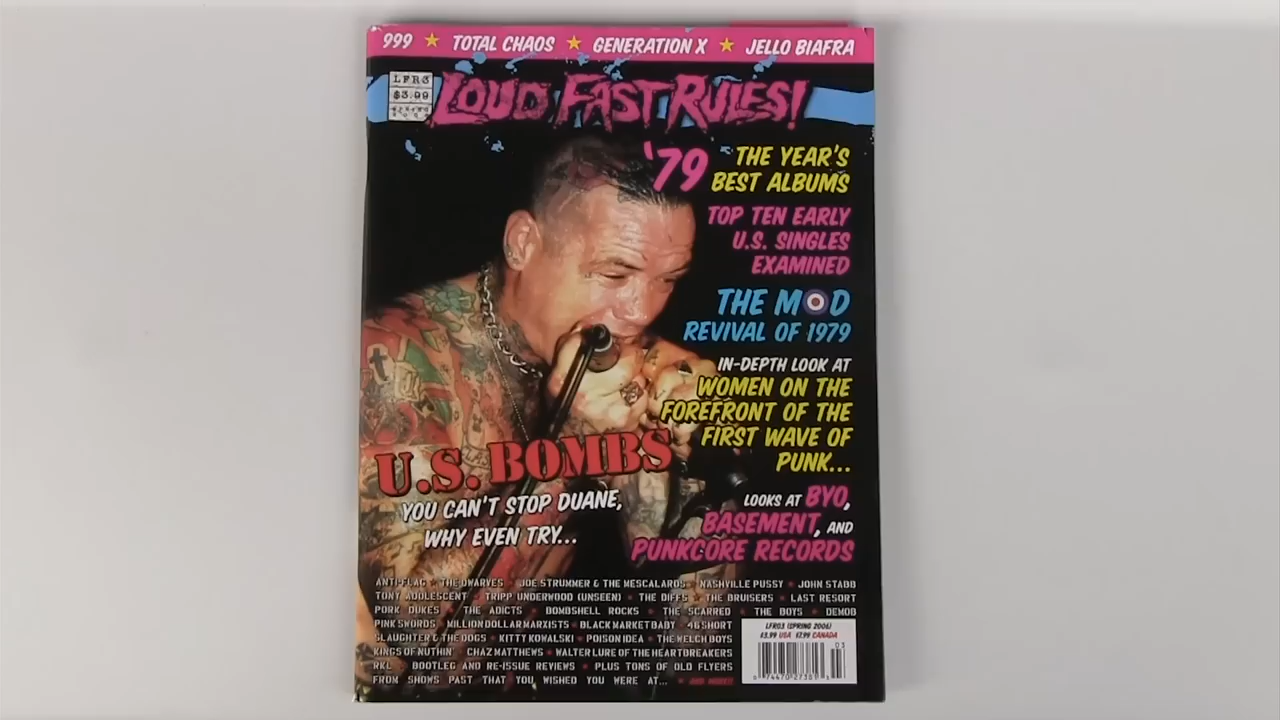 999 ★ TOTAL CHAOS ★ GENERATION X ★ JELLO BIAFRA
LFR3
$3.99
LOUD FAST RULES!
'79 THE YEAR'S
BEST ALBUMS
TOP TEN EARLY
U.S. SINGLES
EXAMINED
THE MOD
REVIVAL OF 1979
IN-DEPTH LOOK AT
WOMEN ON THE
FOREFRONT OF THE
FIRST WAVE OF
PUNK...
U.S. BOMBS
YOU CAN'T STOP DUANE,
WHY EVEN TRY...
LOOKS AT BYO,
BASEMENT, AND
PUNKCORE RECORDS
ANTI-FLAG ★ THE DWARVES ★ JOE STRUMMER & THE MESCALAROS ★ NASHVILLE PUSSY ★ JOHN STABB
TONY ADOLESCENT ★ TRIPP UNDERWOOD (UNSEEN) ★ THE DIFFS ★ THE BRUISERS ★ LAST RESORT
PORK DUKES ★ THE ADICTS ★ BOMBSHELL ROCKS ★ THE SCARRED ★ THE BOYS ★ DEMOB
PINK SWORDS ★ MILLION DOLLAR MARXISTS ★ BLACK MARKET BABY ★ 46 SHORT
SLAUGHTER & THE DOGS ★ KITTY KOWALSKI ★ POISON IDEA ★ THE WELCH BOYS
KINGS OF NUTHIN' ★ CHAZ MATTHEWS ★ WALTER LURE OF THE HEARTBREAKERS
RKL ★ BOOTLEG AND RE-ISSUE REVIEWS ★ PLUS TONS OF OLD FLYERS
FROM SHOWS PAST THAT YOU WISHED YOU WERE AT... ★ AND MORE!!
LFR03 (SPRING 2006)
$3.99 USA $7.99 CANADA
03